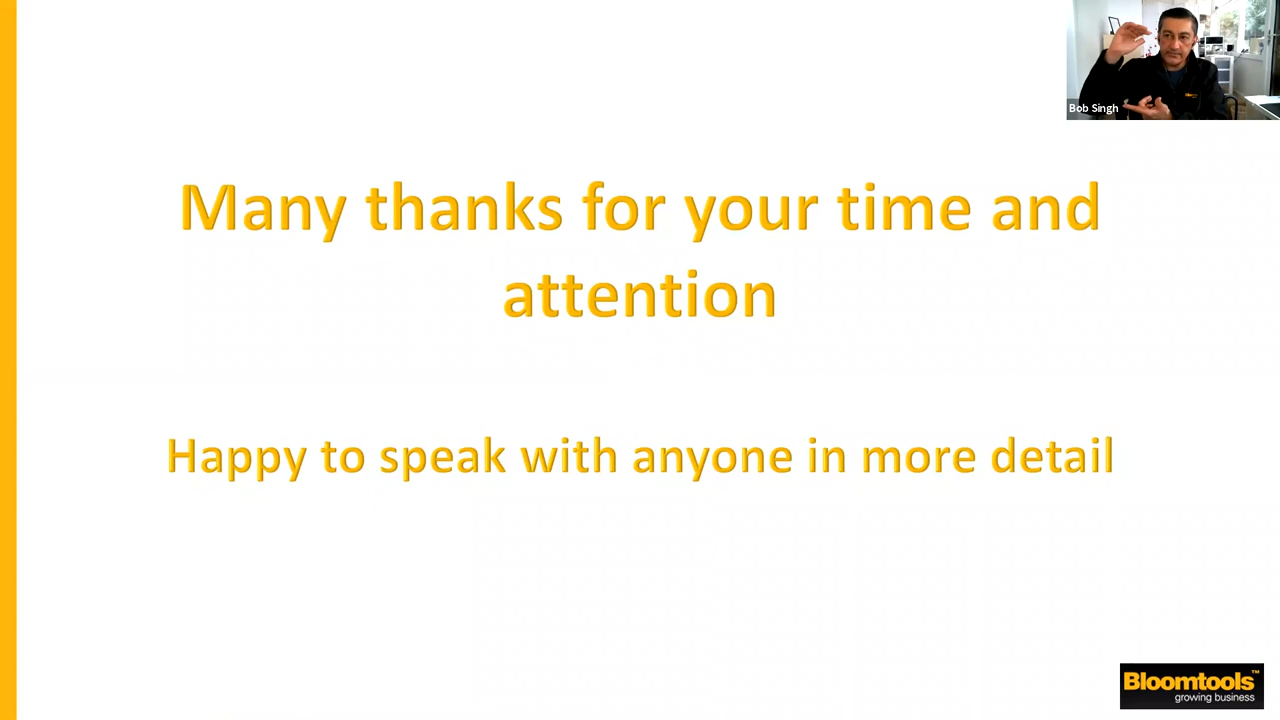 Bob Singh
Many thanks for your time and
attention
Happy to speak with anyone in more detail
Bloomtools™
growing business